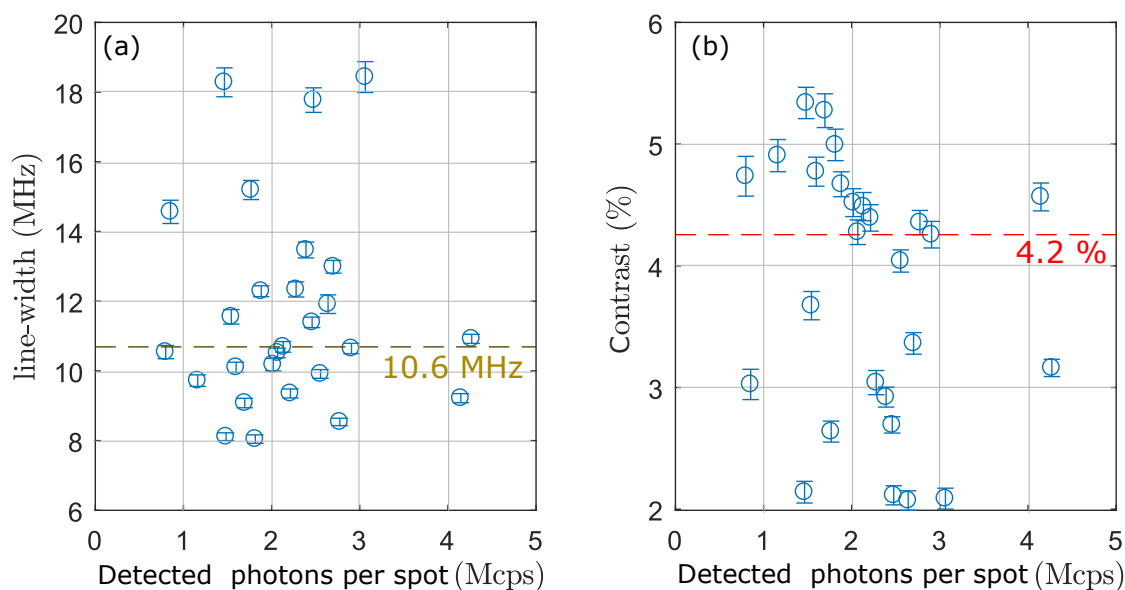 (a)
20
18
16
14
12
10
8
6
line-width (MHz)
10.6 MHz
0 1 2 3 4 5
Detected photons per spot (Mcps)
(b)
6
5
4
3
2
Contrast (%)
4.2 %
0 1 2 3 4 5
Detected photons per spot (Mcps)